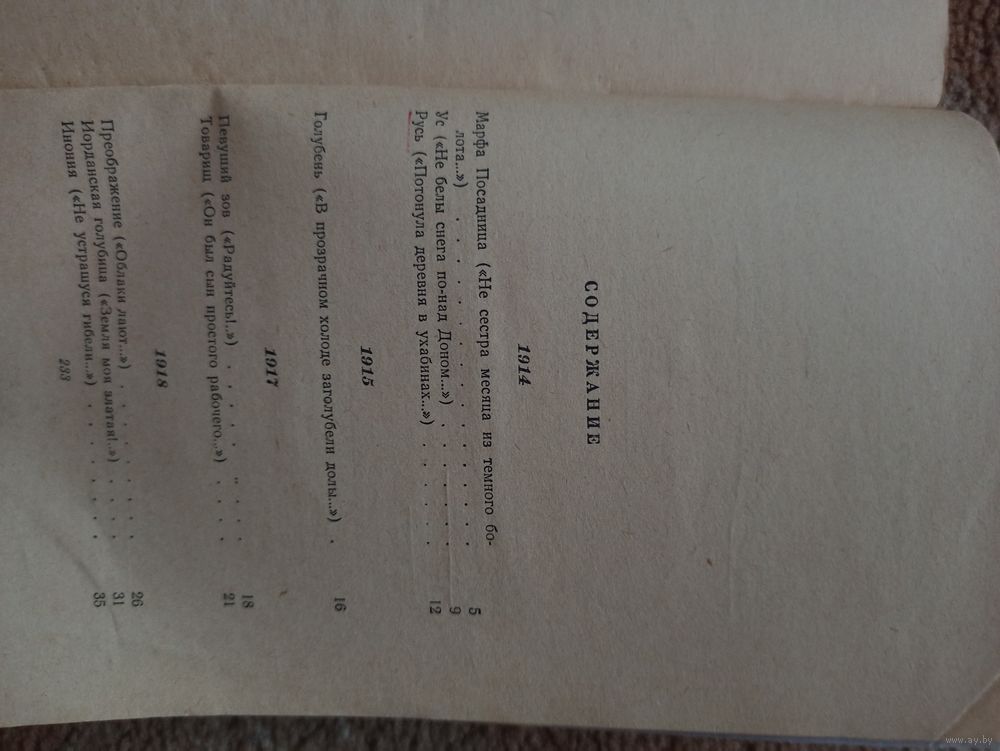 СОДЕРЖАНИЕ
1914
Марфа Посадница («Не сестра месяца из темного бо-
лота...») . . . . . . . . . . . . 5
Ус («Не белы снега по-над Доном...») . . . . . 9
Русь («Потонула деревня в ухабинах...») . . . . 12
1915
Голубень («В прозрачном холоде заголубели долы...») . 16
1917
Певущий зов («Радуйтесь!..») . . . . . . . 18
Товарищ («Он был сын простого рабочего...») . . . 21
1918
Преображение («Облаки лают...») . . . . . . 26
Иорданская голубица («Земля моя златая!..») . . . 31
Инония («Не устрашуся гибели...») . . . . . . 35
233
www.ay.by